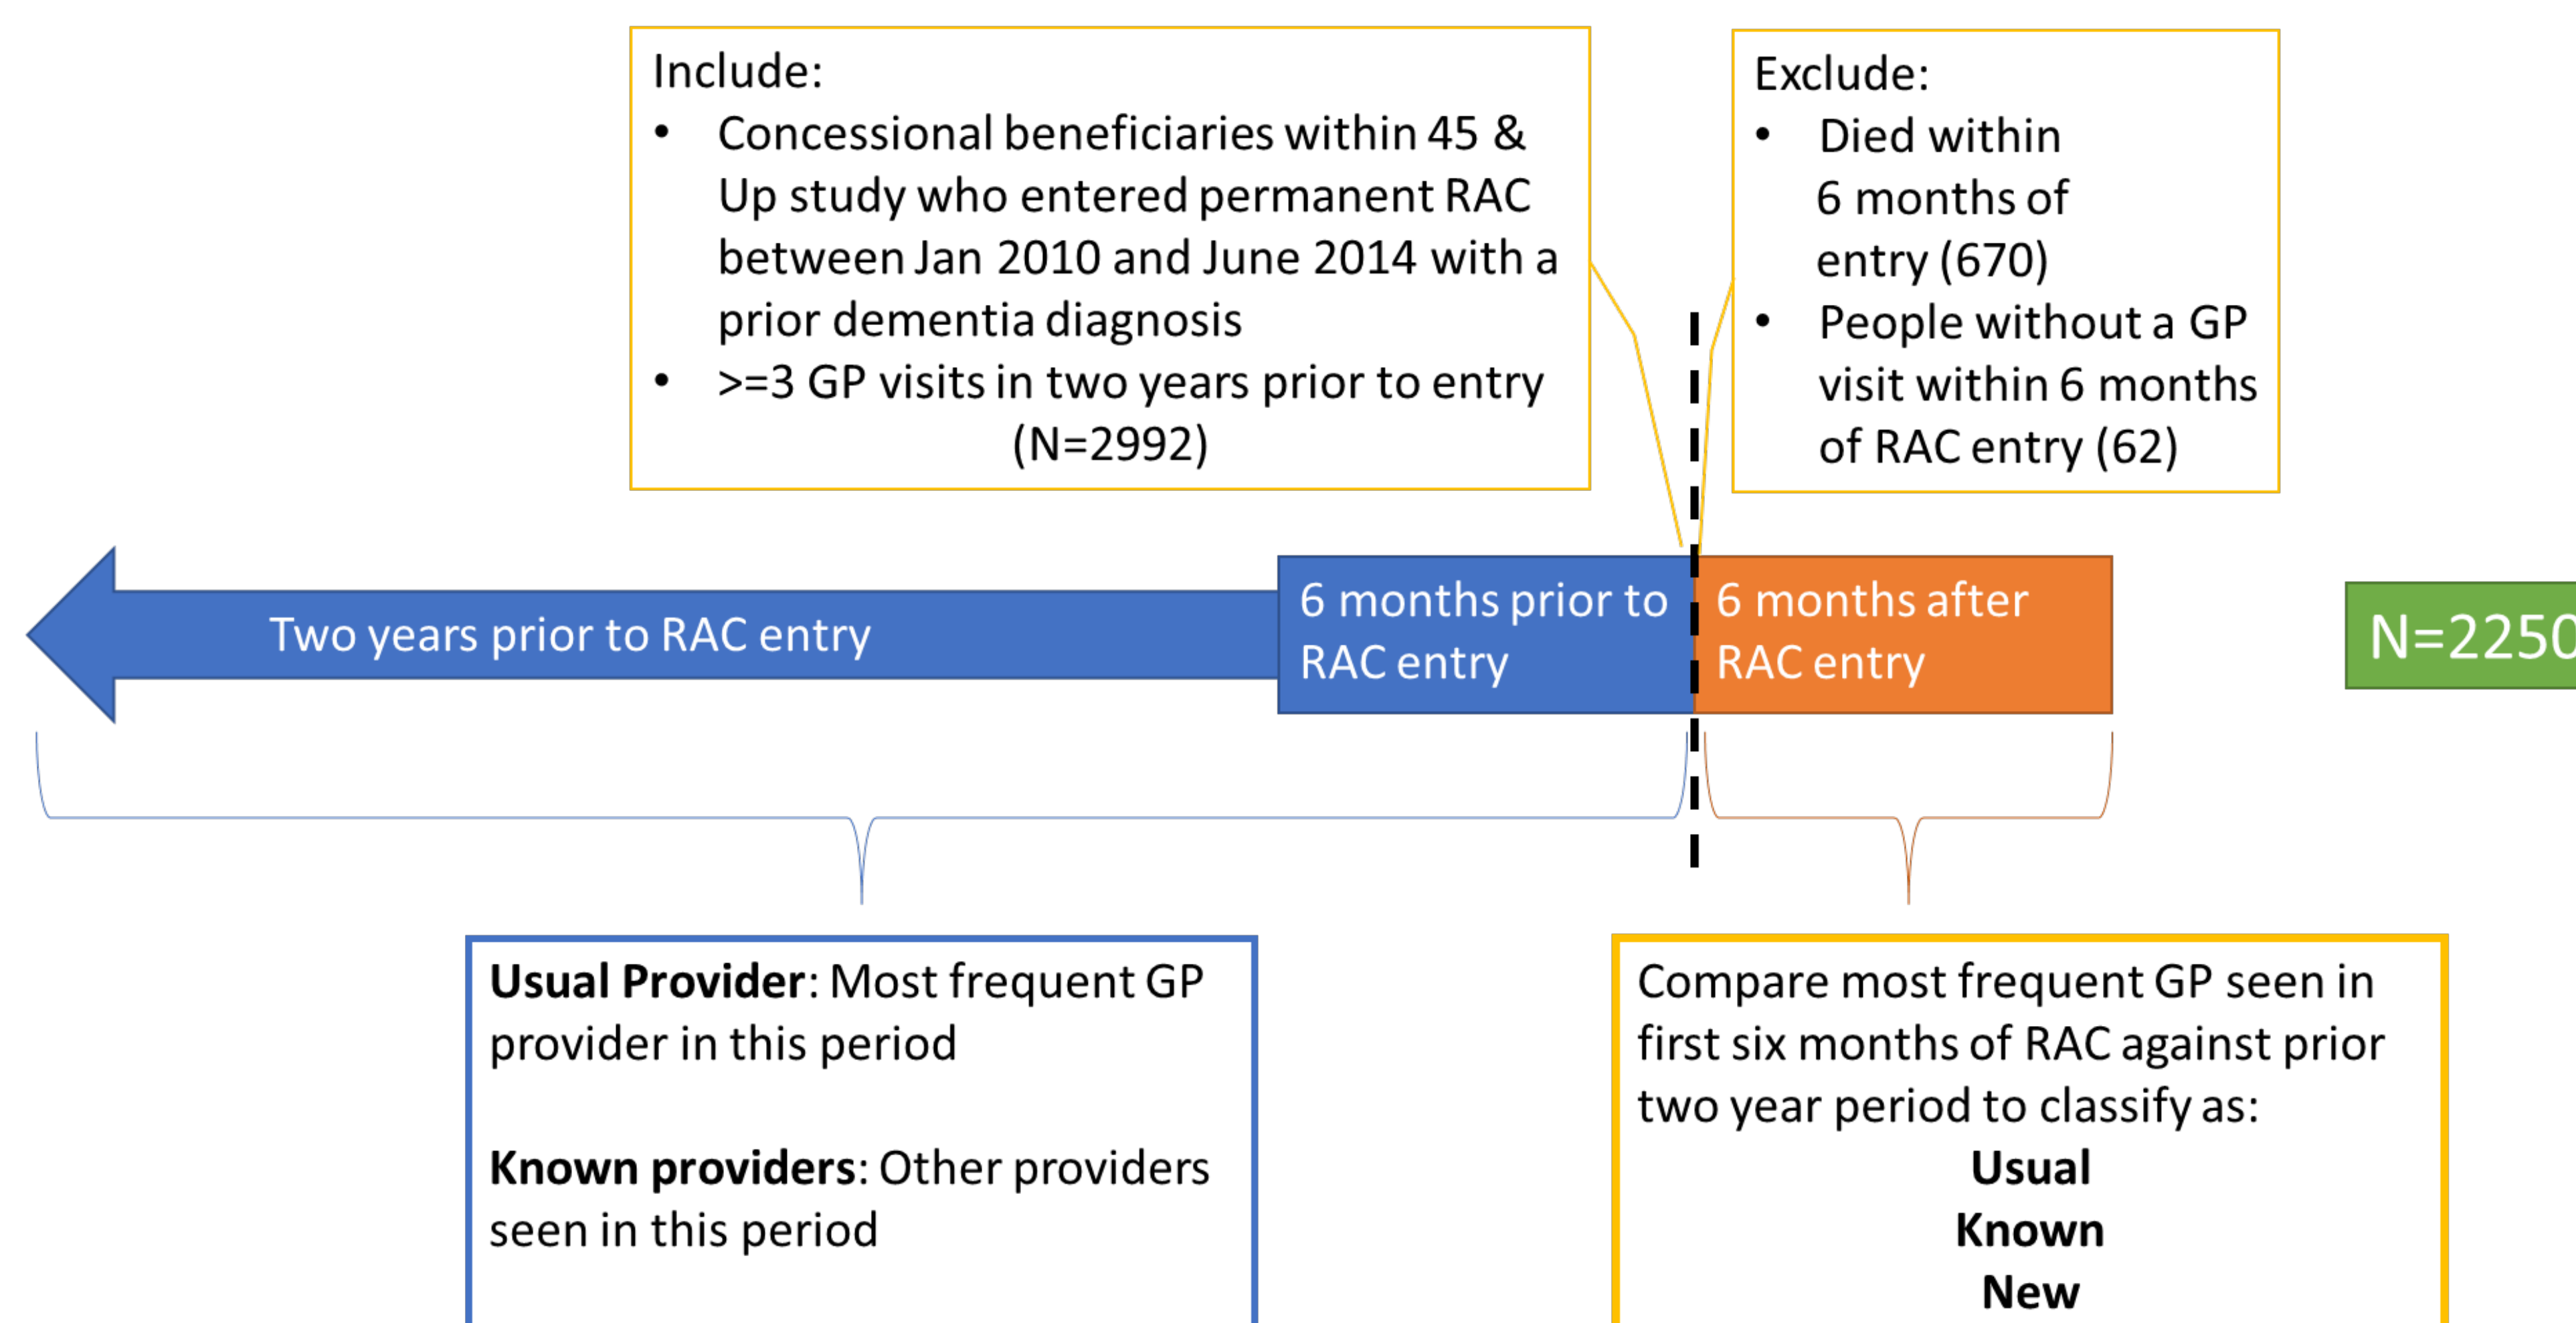 Include:
• Concessional beneficiaries within 45 &
Up study who entered permanent RAC
between Jan 2010 and June 2014 with a
prior dementia diagnosis
• >=3 GP visits in two years prior to entry
(N=2992)
Exclude:
• Died within
6 months of
entry (670)
• People without a GP
visit within 6 months
of RAC entry (62)
Two years prior to RAC entry
6 months prior to
RAC entry
6 months after
RAC entry
N=2250
Usual Provider: Most frequent GP
provider in this period
Known providers: Other providers
seen in this period
Compare most frequent GP seen in
first six months of RAC against prior
two year period to classify as:
Usual
Known
New